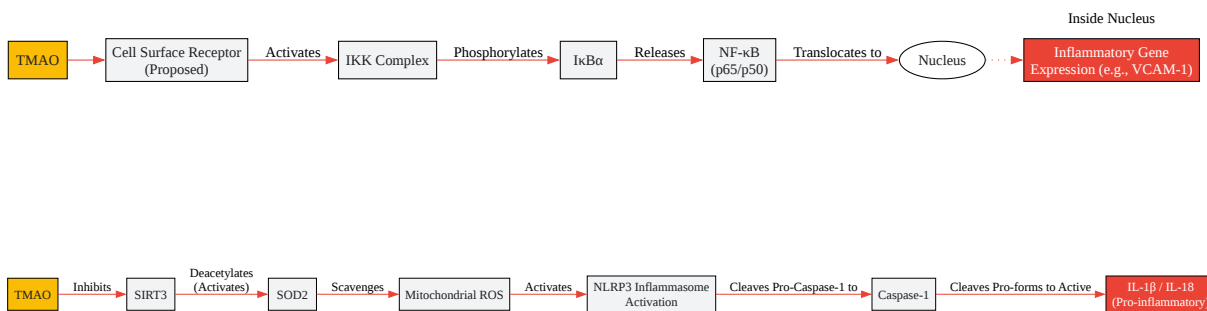 Inside Nucleus
TMAO
Cell Surface Receptor
(Proposed)
Activates
IKK Complex
Phosphorylates
IκBα
Releases
NF-κB
(p65/p50)
Translocates to
Nucleus
Inflammatory Gene
Expression (e.g., VCAM-1)
TMAO
Inhibits
SIRT3
Deacetylates
(Activates)
SOD2
Scavenges
Mitochondrial ROS
Activates
NLRP3 Inflammasome
Activation
Cleaves Pro-Caspase-1 to
Caspase-1
Cleaves Pro-forms to Active
IL-1β / IL-18
(Pro-inflammatory)